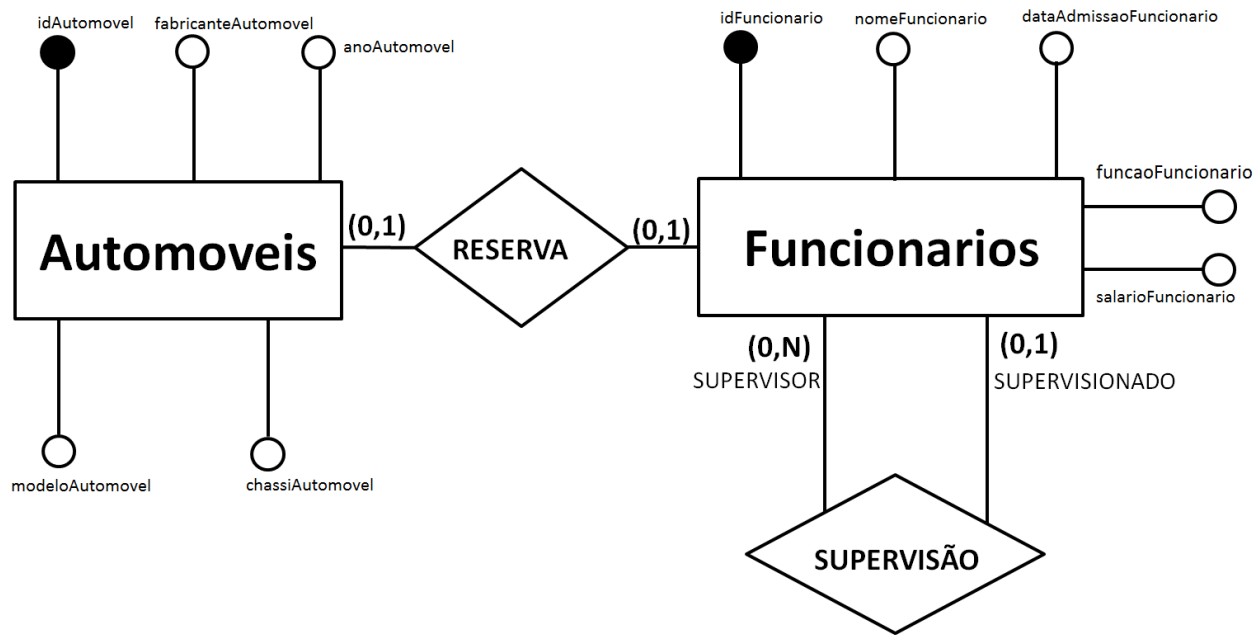 idAutomovel
fabricanteAutomovel
anoAutomovel
idFuncionario
nomeFuncionario
dataAdmissaoFuncionario
funcaoFuncionário
Automoveis
(0,1)
RESERVA
(0,1)
Funcionarios
salarioFuncionario
(0,N)
SUPERVISOR
(0,1)
SUPERVISIONADO
modeloAutomovel
chassiAutomovel
SUPERVISÃO